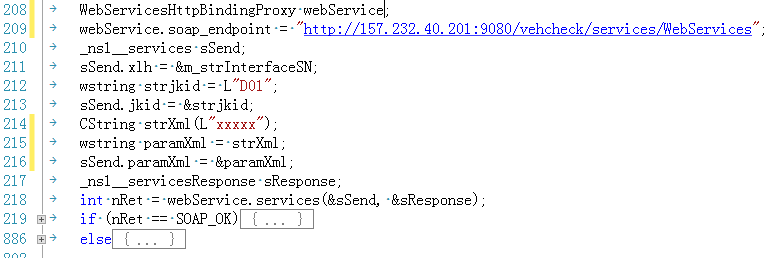 208 WebServicesHttpBindingProxy webService;
209 webService.soap_endpoint = "http://157.232.40.201:9080/vehcheck/services/WebServices";
210 _ns1__services sSend;
211 sSend.xlh = &m_strInterfaceSN;
212 wstring strjkid = L"D01";
213 sSend.jkid = &strjkid;
214 CString strXml(L"xxxxx");
215 wstring paramXml = strXml;
216 sSend.paramXml = &paramXml;
217 _ns1__servicesResponse sResponse;
218 int nRet = webService.services(&sSend, &sResponse);
219 if (nRet == SOAP_OK){ ... }
886 else{ ... }